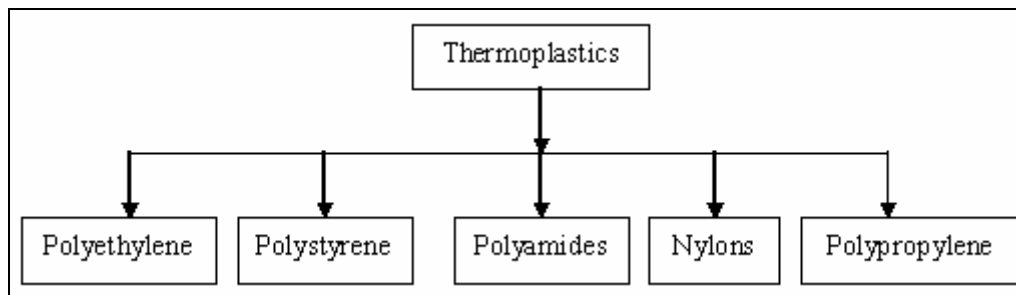 Thermoplastics
Polyethylene
Polystyrene
Polyamides
Nylons
Polypropylene